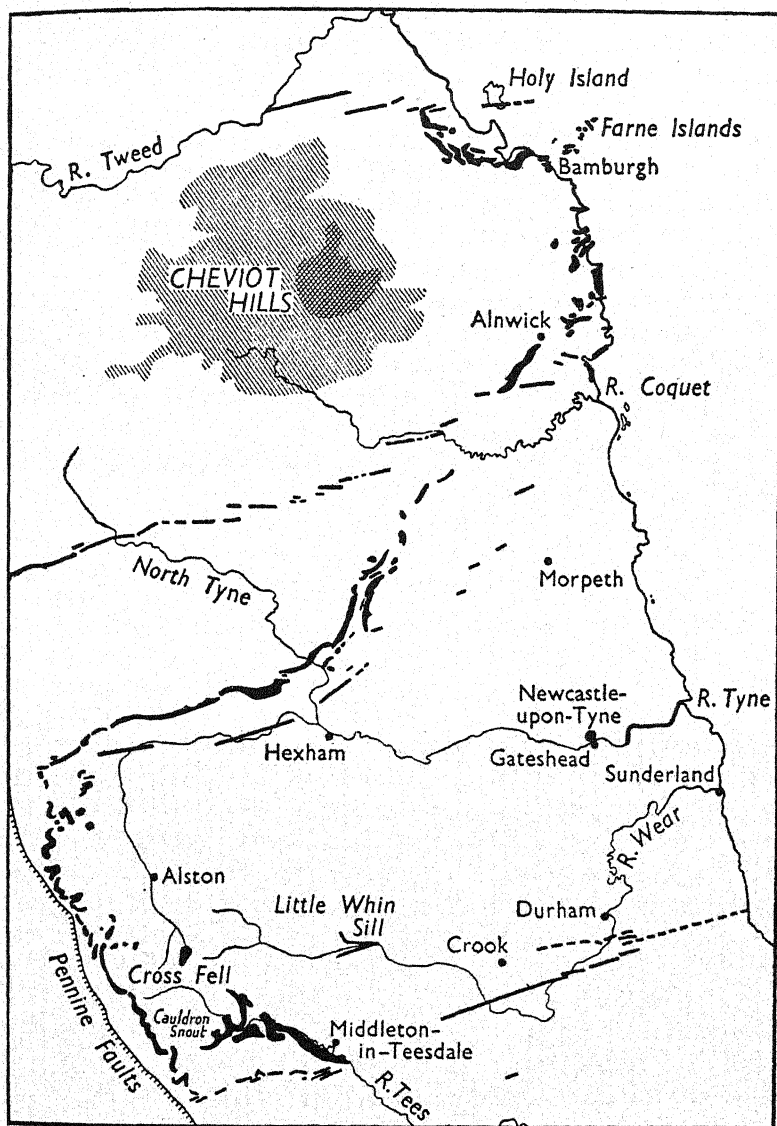 Holy Island
Farne Islands
R. Tweed
Bamburgh
CHEVIOT
HILLS
Alnwick
R. Coquet
North Tyne
Morpeth
Newcastle-
upon-Tyne
R. Tyne
Hexham
Gateshead
Sunderland
R. Wear
Alston
Little Whin
Sill
Durham
Crook
Cross Fell
Pennine Faults
Cauldron
Snout
Middleton-
in-Teesdale
R. Tees